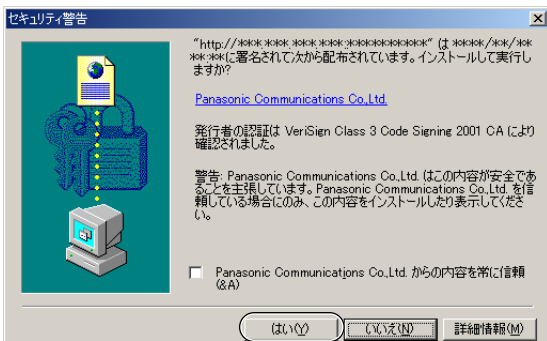 セキュリティ警告
"http://***.***.***.***:************" は ****/**/** **:**に署名されて次から配布されています。インストールして実行し
ますか?
Panasonic Communications Co.,Ltd.
発行者の認証は VeriSign Class 3 Code Signing 2001 CA により
確認されました。
警告: Panasonic Communications Co.,Ltd. はこの内容が安全であ
ることを主張しています。Panasonic Communications Co.,Ltd. を信
頼している場合にのみ、この内容をインストールしたり表示してくださ
い。
Panasonic Communications Co.,Ltd. からの内容を常に信頼
(&A)
はい(Y)
いいえ(N)
詳細情報(M)